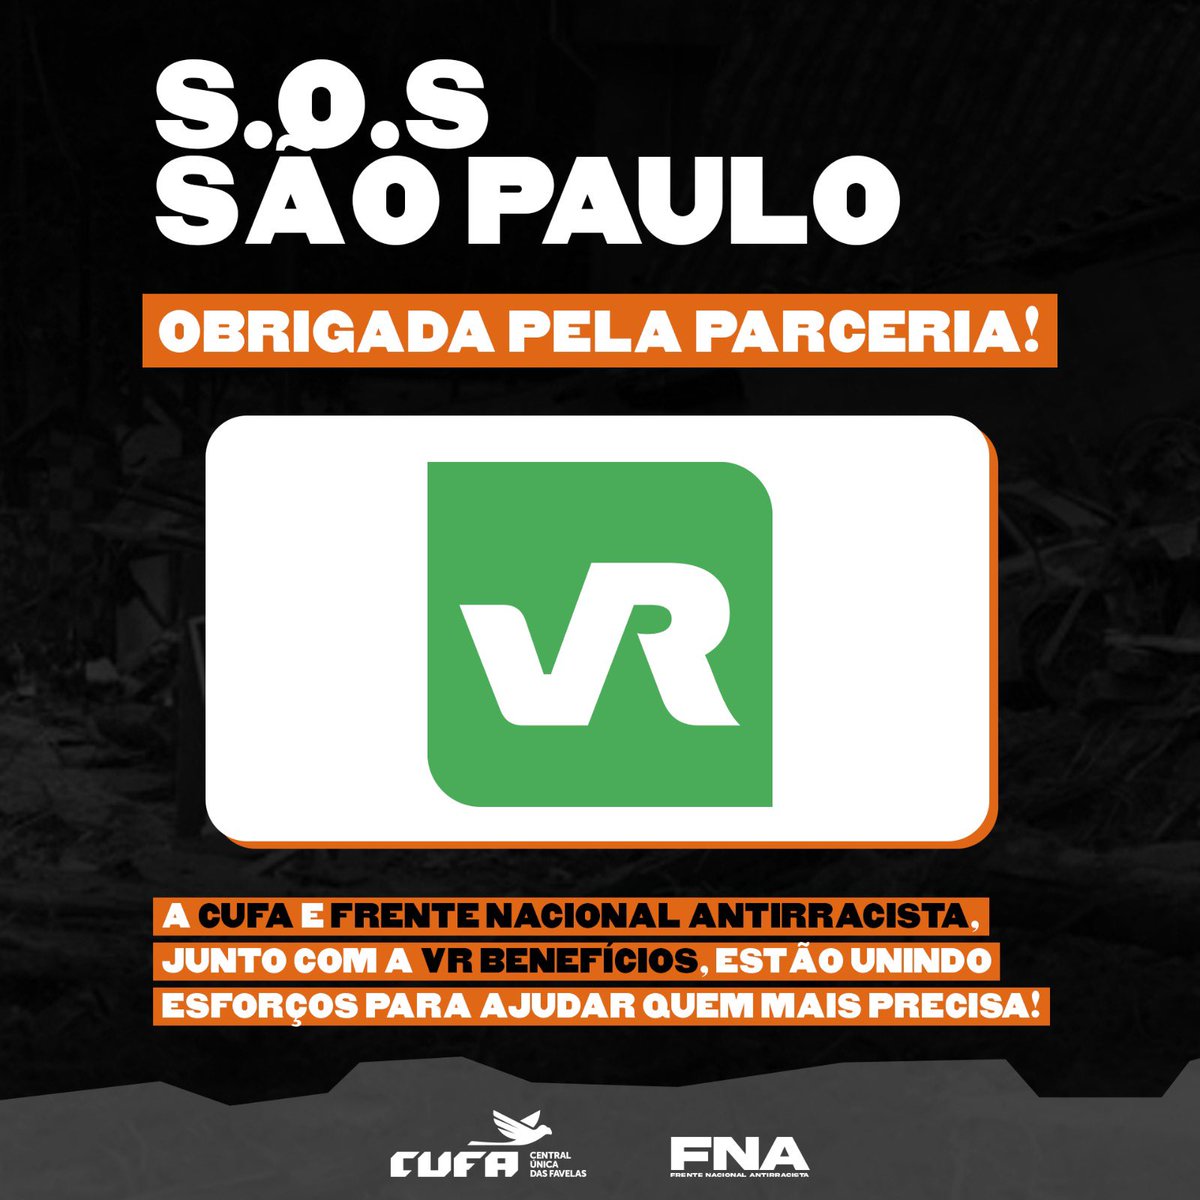 S.O.S
SÃO PAULO
OBRIGADA PELA PARCERIA!
VR
A CUFA E FRENTE NACIONAL ANTIRRACISTA,
JUNTO COM A VR BENEFÍCIOS, ESTÃO UNINDO
ESFORÇOS PARA AJUDAR QUEM MAIS PRECISA!
CUFA
CENTRAL
ÚNICA
DAS FAVELAS
FNA
FRENTE NACIONAL ANTIRRACISTA